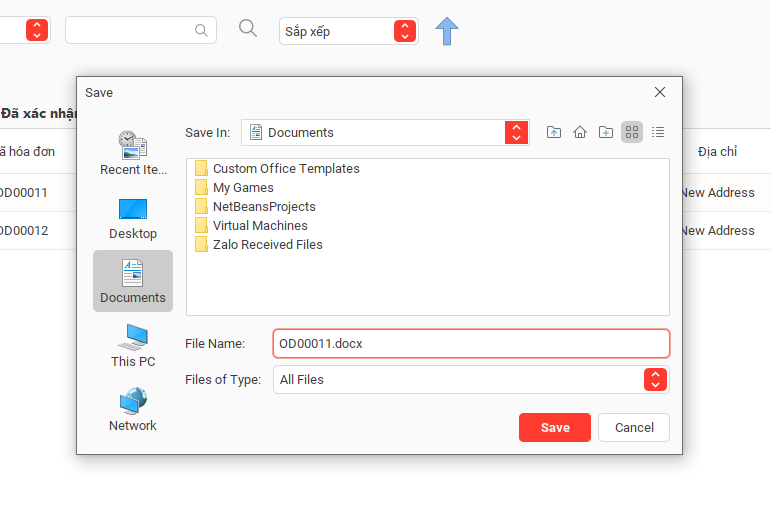 Sắp xếp
Đã xác nhận
ã hóa đơn
Địa chỉ
OD00011
New Address
OD00012
New Address
Save
Save In:
Documents
Recent Ite...
Desktop
Documents
This PC
Network
Custom Office Templates
My Games
NetBeansProjects
Virtual Machines
Zalo Received Files
File Name:
OD00011.docx
Files of Type:
All Files
Save
Cancel